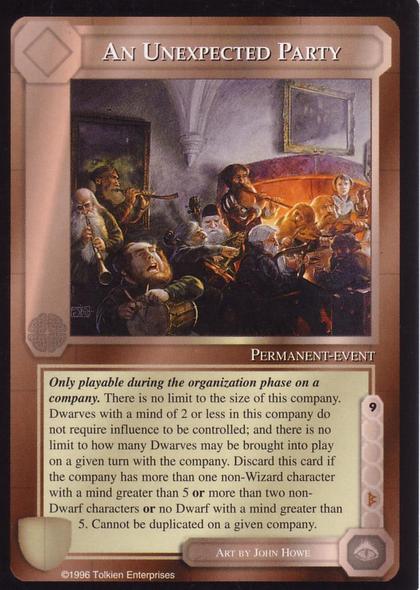 AN UNEXPECTED PARTY
PERMANENT-EVENT
Only playable during the organization phase on a
company. There is no limit to the size of this company.
Dwarves with a mind of 2 or less in this company do
not require influence to be controlled; and there is no
limit to how many Dwarves may be brought into play
on a given turn with the company. Discard this card if
the company has more than one non-Wizard character
with a mind greater than 5 or more than two non-
Dwarf characters or no Dwarf with a mind greater than
5. Cannot be duplicated on a given company.
9
ART BY JOHN HOWE
©1996 Tolkien Enterprises